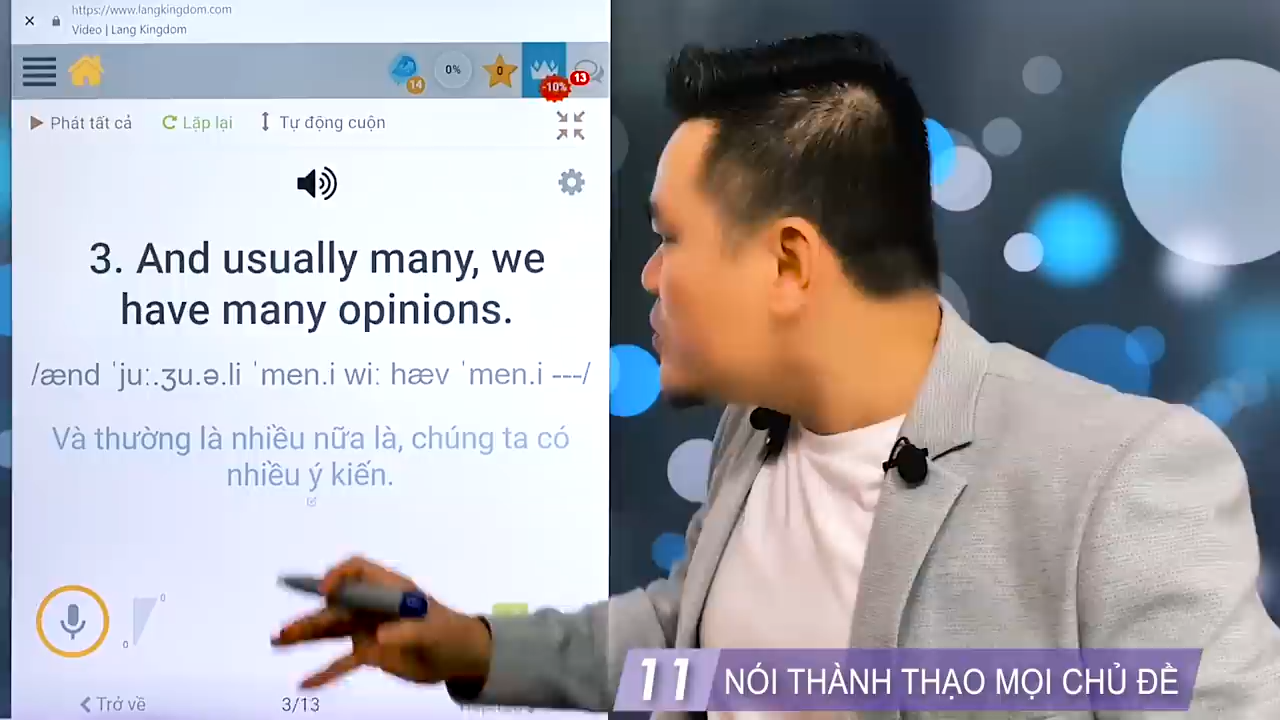 https://www.langkingdom.com
Video | Lang Kingdom
14
0%
0
-10%
13
Phát tất cả
Lặp lại
Tự động cuộn
3. And usually many, we
have many opinions.
/ænd ˈjuː.ʒu.ə.li ˈmen.i wiː hæv ˈmen.i ---/
Và thường là nhiều nữa là, chúng ta có
nhiều ý kiến.
0
0
Trở về
3/13
11 NÓI THÀNH THẠO MỌI CHỦ ĐỀ